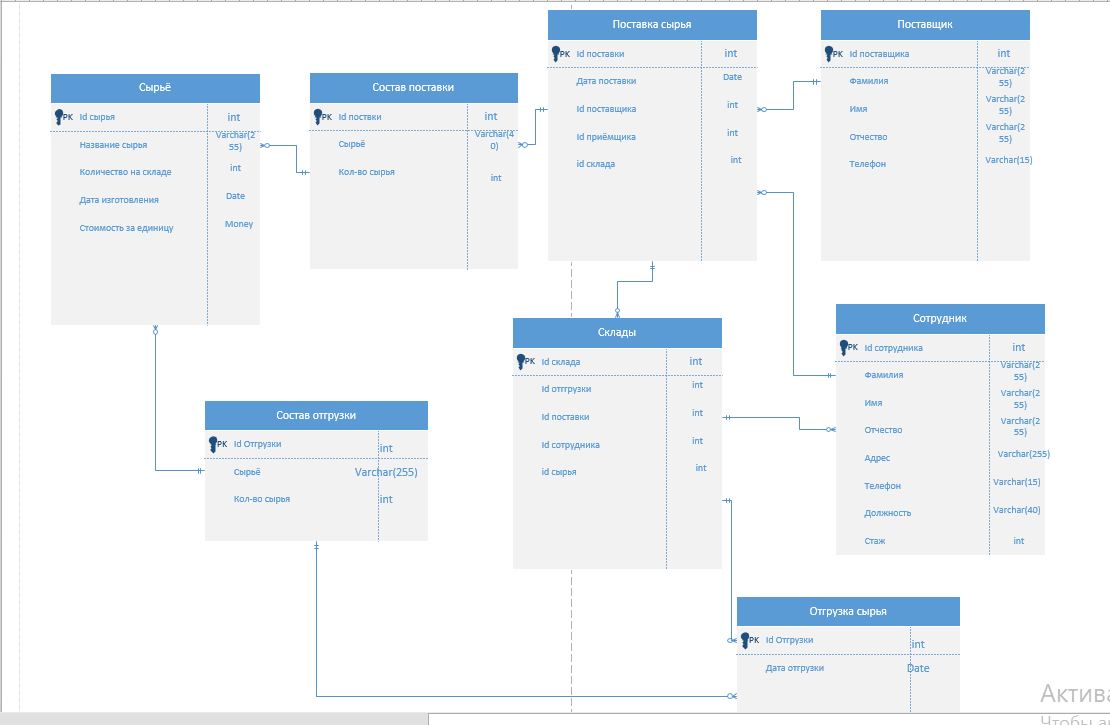 Сырьё
PK Id сырья int
Название сырья Varchar(2
55)
Количество на складе int
Дата изготовления Date
Стоимость за единицу Money
Состав поставки
PK Id поствки int
Сырьё Varchar(4
0)
Кол-во сырья int
Поставка сырья
PK Id поставки int
Дата поставки Date
Id поставщика int
Id приёмщика int
id склада int
Поставщик
PK Id поставщика int
Фамилия Varchar(2
55)
Имя Varchar(2
55)
Отчество Varchar(2
55)
Телефон Varchar(15)
Состав отгрузки
PK Id Отгрузки int
Сырьё Varchar(255)
Кол-во сырья int
Склады
PK Id склада int
Id отггрузки int
Id поставки int
Id сотрудника int
id сырья int
Сотрудник
PK Id сотрудника int
Фамилия Varchar(2
55)
Имя Varchar(2
55)
Отчество Varchar(2
55)
Адрес Varchar(255)
Телефон Varchar(15)
Должность Varchar(40)
Стаж int
Отгрузка сырья
PK Id Отгрузки int
Дата отгрузки Date
Актива
Чтобы